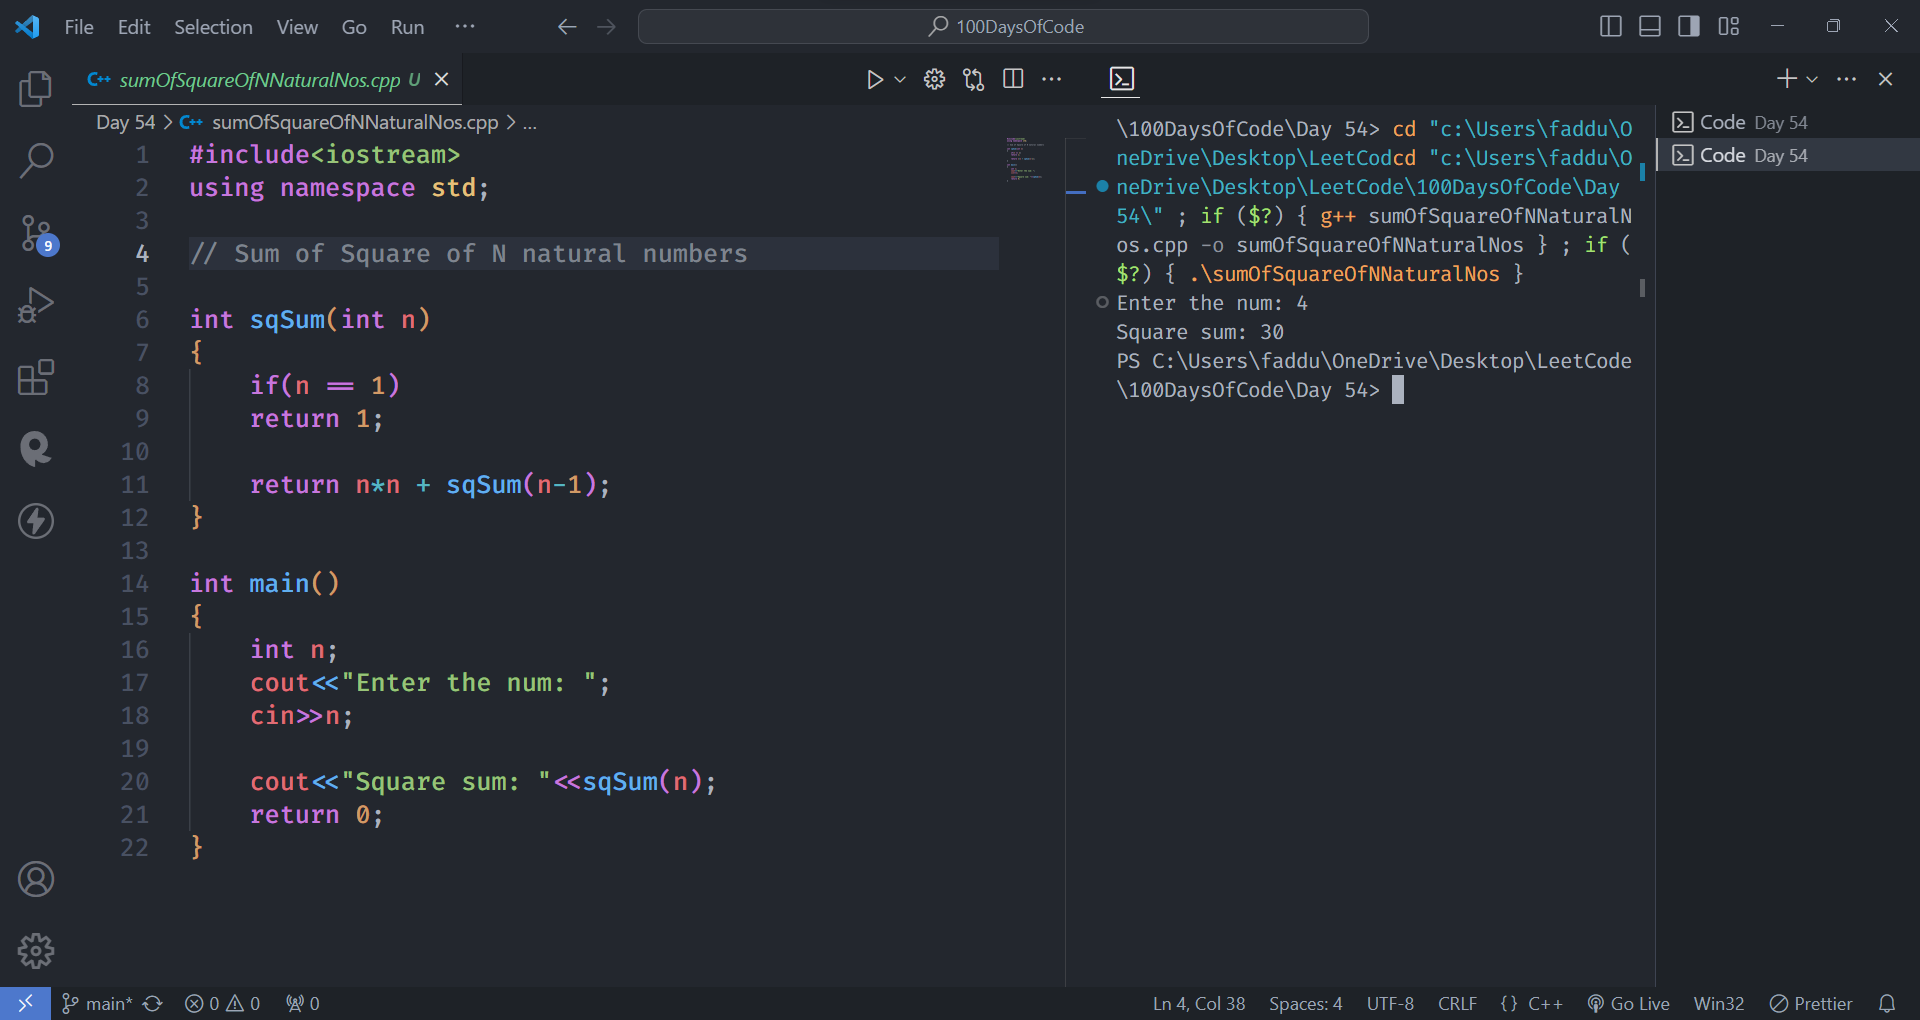 File Edit Selection View Go Run ··· 100DaysOfCode
C++ sumOfSquareOfNNaturalNos.cpp U
Day 54 > C++ sumOfSquareOfNNaturalNos.cpp > ...
1 #include<iostream>
2 using namespace std;
3
4 // Sum of Square of N natural numbers
5
6 int sqSum(int n)
7 {
8 if(n == 1)
9 return 1;
10
11 return n*n + sqSum(n-1);
12 }
13
14 int main()
15 {
16 int n;
17 cout<<"Enter the num: ";
18 cin>>n;
19
20 cout<<"Square sum: "<<sqSum(n);
21 return 0;
22 }
\100DaysOfCode\Day 54> cd "c:\Users\faddu\O
neDrive\Desktop\LeetCodcd "c:\Users\faddu\O
neDrive\Desktop\LeetCode\100DaysOfCode\Day
54\" ; if ($?) { g++ sumOfSquareOfNNaturalN
os.cpp -o sumOfSquareOfNNaturalNos } ; if (
$?) { .\sumOfSquareOfNNaturalNos }
Enter the num: 4
Square sum: 30
PS C:\Users\faddu\OneDrive\Desktop\LeetCode
\100DaysOfCode\Day 54>
Code Day 54
Code Day 54
9
main* 0 0 0 Ln 4, Col 38 Spaces: 4 UTF-8 CRLF {} C++ Go Live Win32 Prettier